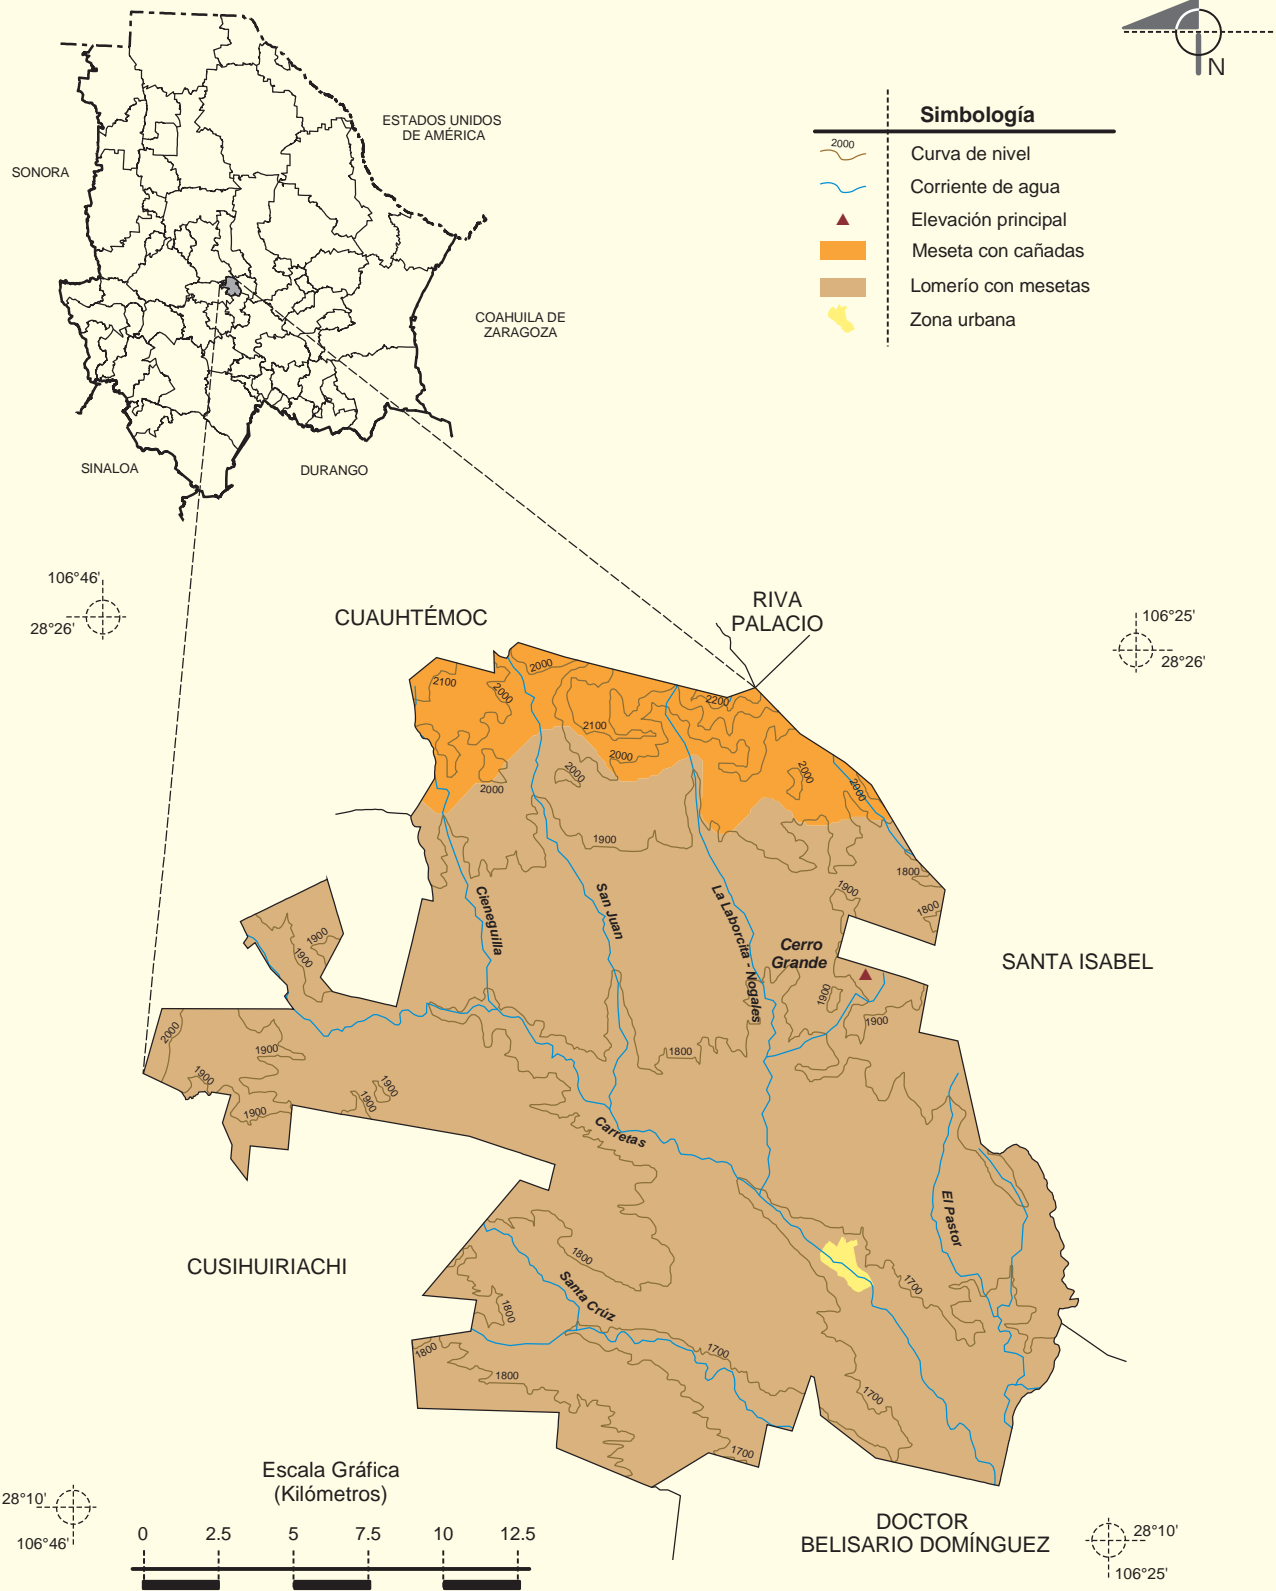 N
ESTADOS UNIDOS
DE AMÉRICA
SONORA
COAHUILA DE
ZARAGOZA
SINALOA
DURANGO
Simbología
2000
Curva de nivel
Corriente de agua
Elevación principal
Meseta con cañadas
Lomerío con mesetas
Zona urbana
106°46'
28°26'
CUAUHTÉMOC
RIVA
PALACIO
106°25'
28°26'
2100
2000
2000
2100
2000
2200
2000
2000
2000
2000
1900
1800
1900
1800
Cieneguilla
San Juan
La Laborcita - Nogales
Cerro
Grande
SANTA ISABEL
1900
1900
1900
1900
2000
1900
1900
1900
1900
1900
1800
Carretas
El Pastor
CUSIHUIRIACHI
1800
Santa Crúz
1700
1800
1800
1700
1800
1700
1700
Escala Gráfica
(Kilómetros)
0 2.5 5 7.5 10 12.5
28°10'
106°46'
DOCTOR
BELISARIO DOMÍNGUEZ
28°10'
106°25'